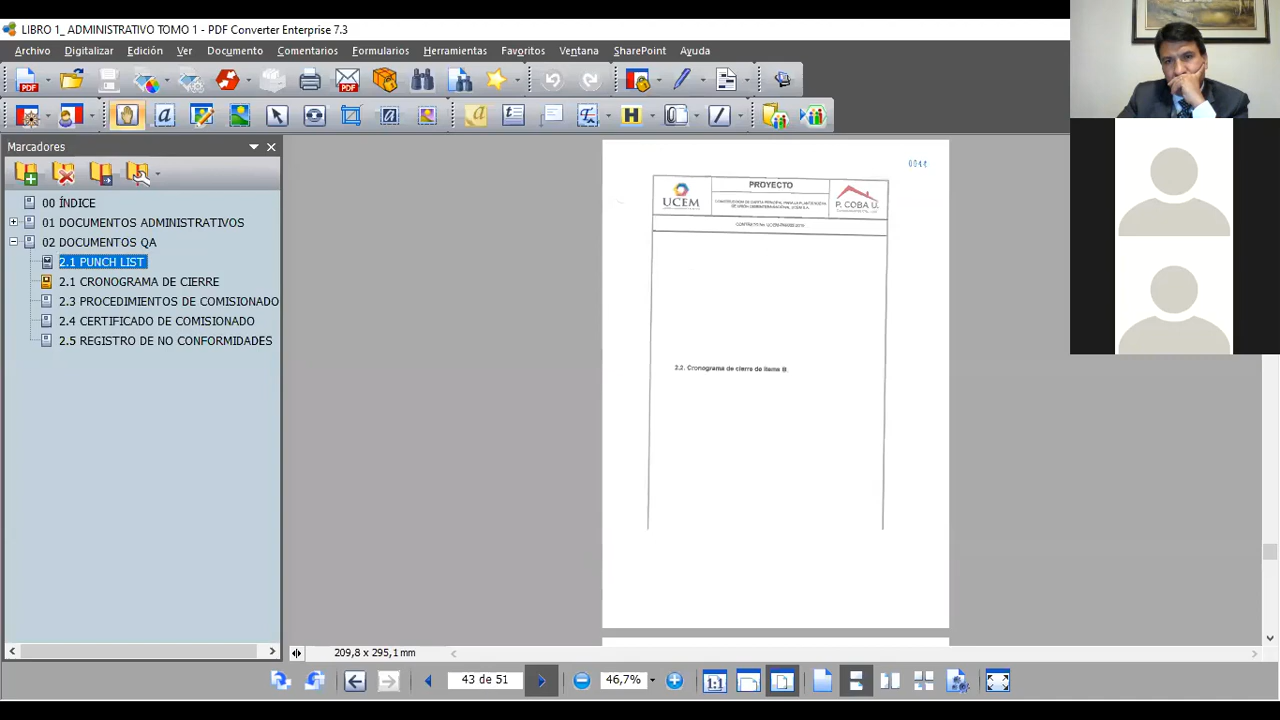 LIBRO 1_ ADMINISTRATIVO TOMO 1 - PDF Converter Enterprise 7.3
Archivo Digitalizar Edición Ver Documento Comentarios Formularios Herramientas Favoritos Ventana SharePoint Ayuda
Marcadores
00 ÍNDICE
DOCUMENTOS ADMINISTRATIVOS
02 DOCUMENTOS QA
2.1 PUNCH LIST
2.1 CRONOGRAMA DE CIERRE
2.3 PROCEDIMIENTOS DE COMISIONADO
2.4 CERTIFICADO DE COMISIONADO
2.5 REGISTRO DE NO CONFORMIDADES
0044
UCEM
PROYECTO
P. COBA U.
2.2. Cronograma de cierre de Items B.
209,8 x 295,1 mm
43 de 51
46,7%
1:1